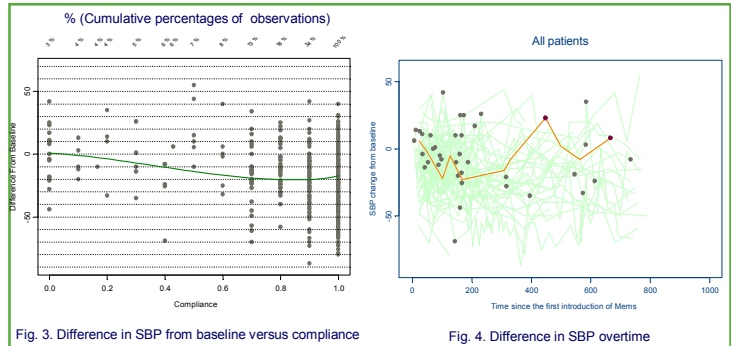 % (Cumulative percentages of observations)
3 % 4 % 4 % 4 % 5 % 6 % 6 % 7 % 8 %
100 %
Difference From Baseline
50
0
-50
0.0 0.2 0.4 0.6 0.8 1.0
Compliance
Fig. 3. Difference in SBP from baseline versus compliance
All patients
SBP change from baseline
50
0
-50
0 200 400 600 800 1000
Time since the first introduction of Mems
Fig. 4. Difference in SBP overtime